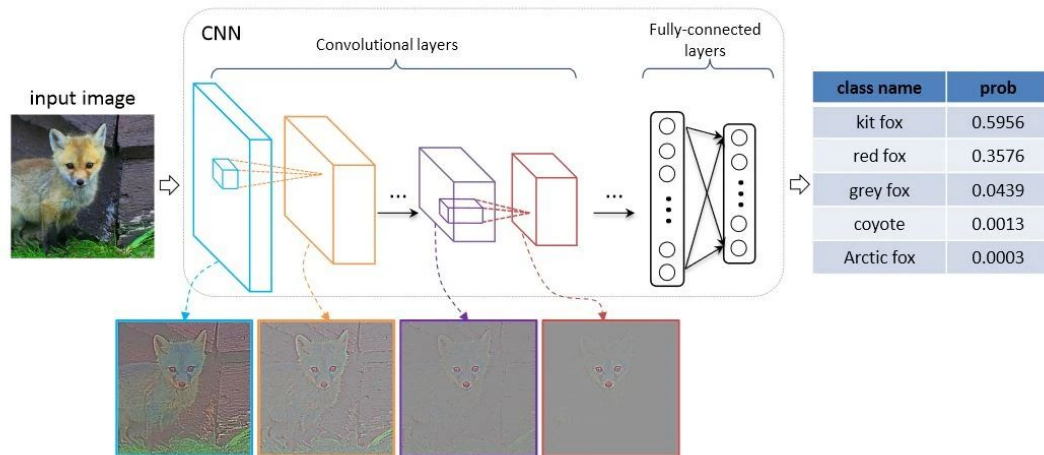 CNN
Convolutional layers
Fully-connected
layers
input image
...
...
class name prob
kit fox 0.5956
red fox 0.3576
grey fox 0.0439
coyote 0.0013
Arctic fox 0.0003